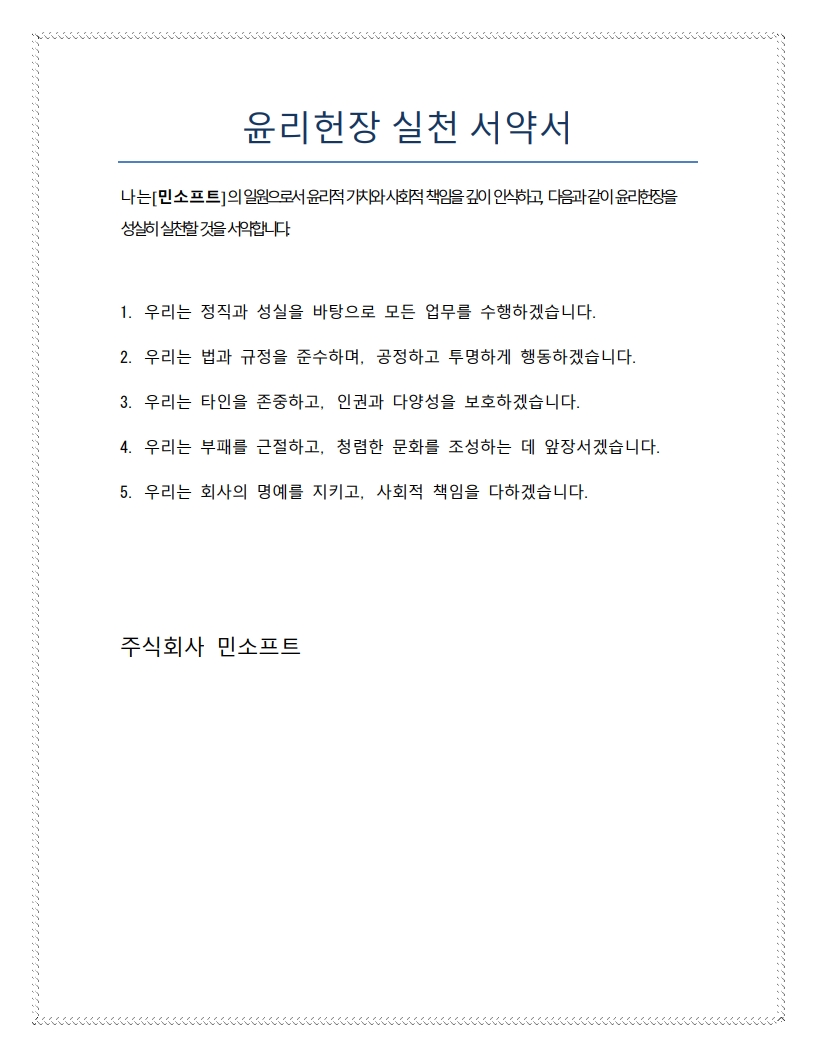 윤리헌장 실천 서약서
나는 [민소프트]의 일원으로서 윤리적 가치와 사회적 책임을 깊이 인식하고, 다음과 같이 윤리헌장을
성실히 실천할 것을 서약합니다.
1. 우리는 정직과 성실을 바탕으로 모든 업무를 수행하겠습니다.
2. 우리는 법과 규정을 준수하며, 공정하고 투명하게 행동하겠습니다.
3. 우리는 타인을 존중하고, 인권과 다양성을 보호하겠습니다.
4. 우리는 부패를 근절하고, 청렴한 문화를 조성하는 데 앞장서겠습니다.
5. 우리는 회사의 명예를 지키고, 사회적 책임을 다하겠습니다.
주식회사 민소프트